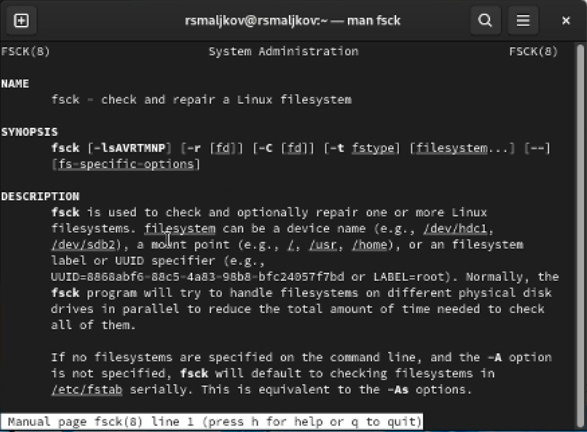 rsmaljkov@rsmaljkov:~ — man fsck
FSCK(8) System Administration FSCK(8)
NAME
fsck - check and repair a Linux filesystem
SYNOPSIS
fsck [-lsAVRTMNP] [-r [fd]] [-C [fd]] [-t fstype] [filesystem...] [--]
[fs-specific-options]
DESCRIPTION
fsck is used to check and optionally repair one or more Linux
filesystems. filesystem can be a device name (e.g., /dev/hdc1,
/dev/sdb2), a mount point (e.g., /, /usr, /home), or an filesystem
label or UUID specifier (e.g.,
UUID=8868abf6-88c5-4a83-98b8-bfc24057f7bd or LABEL=root). Normally, the
fsck program will try to handle filesystems on different physical disk
drives in parallel to reduce the total amount of time needed to check
all of them.
If no filesystems are specified on the command line, and the -A option
is not specified, fsck will default to checking filesystems in
/etc/fstab serially. This is equivalent to the -As options.
Manual page fsck(8) line 1 (press h for help or q to quit)